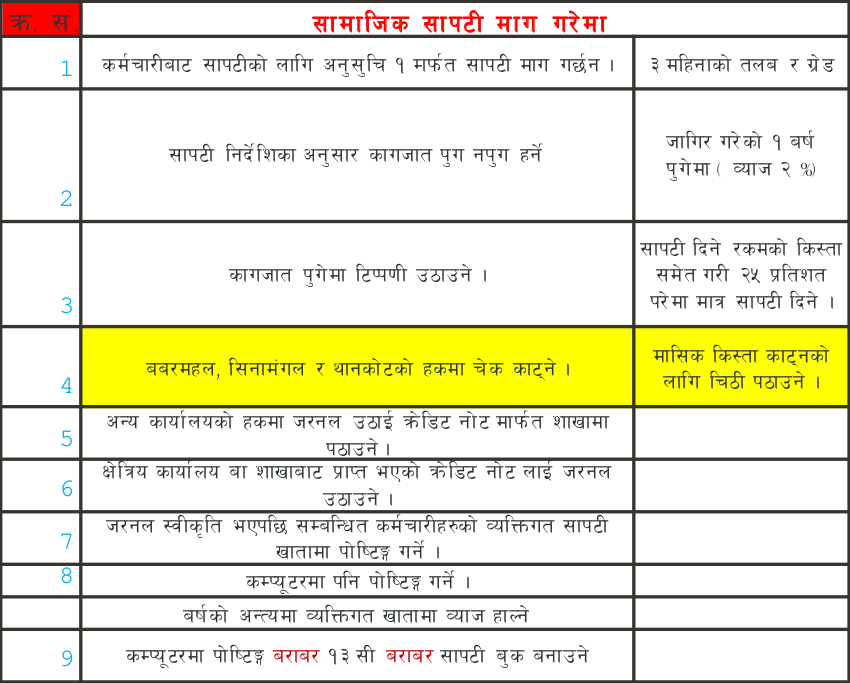 क्र. स. सामाजिक सापटी माग गरेमा
1 कर्मचारीबाट सापटीको लागि अनुसुचि १ मर्फत सापटी माग गर्छन । ३ महिनाको तलब र ग्रेड
2 सापटी निर्देशिका अनुसार कागजात पुग नपुग हर्ने जागिर गरेको १ बर्ष
पुगेमा ( व्याज २ %)
3 कागजात पुगेमा टिप्पणी उठाउने । सापटी दिने रकमको किस्ता
समेत गरी २५ प्रतिशत
परेमा मात्र सापटी दिने ।
4 बबरमहल, सिनामंगल र थानकोटको हकमा चेक काट्ने । मासिक किस्ता काट्नको
लागि चिठी पठाउने ।
5 अन्य कार्यालयको हकमा जरनल उठाई क्रेडिट नोट मार्फत शाखामा
पठाउने ।
6 क्षेत्रिय कार्यालय बा शाखाबाट प्राप्त भएको क्रेडिट नोट लाई जरनल
उठाउने ।
7 जरनल स्वीकृति भएपछि सम्बन्धित कर्मचारीहरुको व्यक्तिगत सापटी
खातामा पोष्टिङ्ग गर्ने ।
8 कम्प्यूटरमा पनि पोष्टिङ्ग गर्ने ।
बर्षको अन्त्यमा व्यक्तिगत खातामा व्याज हाल्ने
9 कम्प्यूटरमा पोष्टिङ्ग बराबर १३ सी बराबर सापटी बुक बनाउने